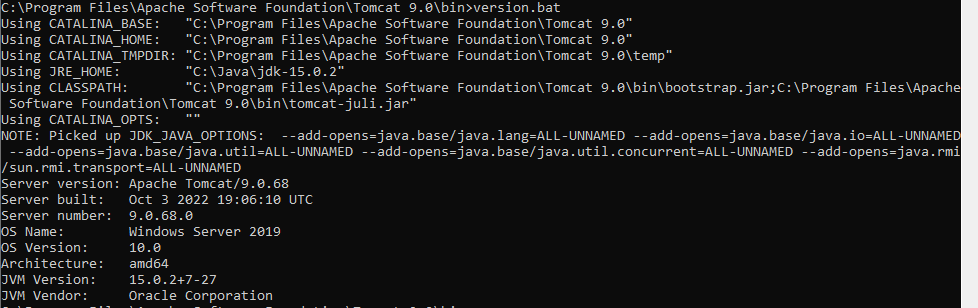 C:\Program Files\Apache Software Foundation\Tomcat 9.0\bin>version.bat
Using CATALINA_BASE:   "C:\Program Files\Apache Software Foundation\Tomcat 9.0"
Using CATALINA_HOME:   "C:\Program Files\Apache Software Foundation\Tomcat 9.0"
Using CATALINA_TMPDIR: "C:\Program Files\Apache Software Foundation\Tomcat 9.0\temp"
Using JRE_HOME:        "C:\Java\jdk-15.0.2"
Using CLASSPATH:       "C:\Program Files\Apache Software Foundation\Tomcat 9.0\bin\bootstrap.jar;C:\Program Files\Apache
 Software Foundation\Tomcat 9.0\bin\tomcat-juli.jar"
Using CATALINA_OPTS:   ""
NOTE: Picked up JDK_JAVA_OPTIONS:  --add-opens=java.base/java.lang=ALL-UNNAMED --add-opens=java.base/java.io=ALL-UNNAMED
 --add-opens=java.base/java.util=ALL-UNNAMED --add-opens=java.base/java.util.concurrent=ALL-UNNAMED --add-opens=java.rmi
/sun.rmi.transport=ALL-UNNAMED
Server version: Apache Tomcat/9.0.68
Server built:   Oct 3 2022 19:06:10 UTC
Server number:  9.0.68.0
OS Name:        Windows Server 2019
OS Version:     10.0
Architecture:   amd64
JVM Version:    15.0.2+7-27
JVM Vendor:     Oracle Corporation